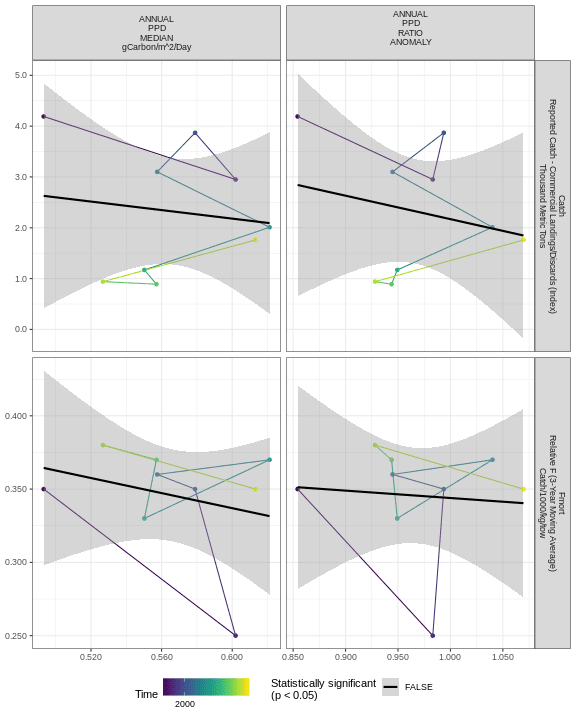 ANNUAL
PPD
MEDIAN
gCarbon/m^2/Day
ANNUAL
PPD
RATIO
ANOMALY
5.0
4.0
3.0
2.0
1.0
0.0
Catch
Reported Catch - Commercial Landings/Discards (Index)
Thousand Metric Tons
0.400
0.350
0.300
0.250
Fmort
Relative F (3-Year Moving Average)
Catch/1000/kg/tow
0.520
0.560
0.600
0.850
0.900
0.950
1.000
1.050
Time
2000
Statistically significant
(p < 0.05)
FALSE